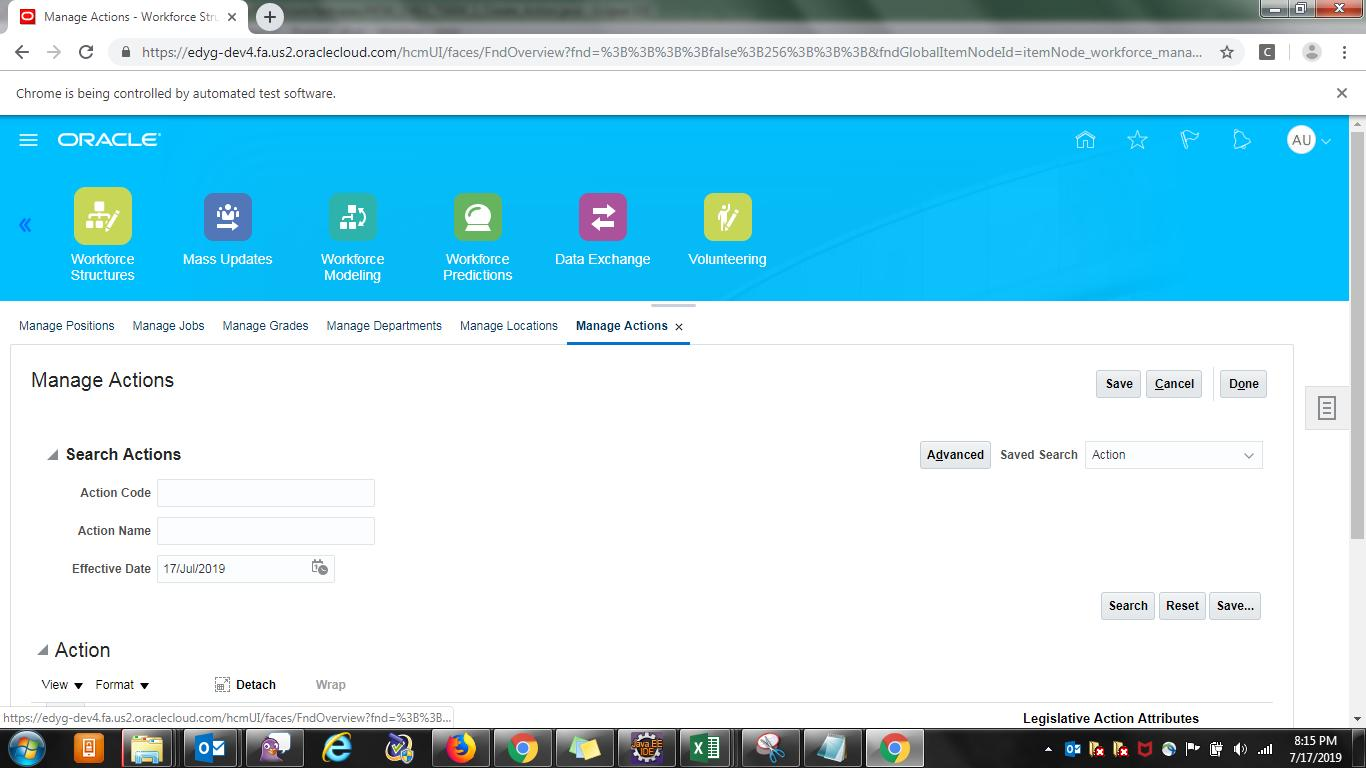 Manage Actions - Workforce Stru
https://edyg-dev4.fa.us2.oraclecloud.com/hcmUI/faces/FndOverview?fnd=%3B%3B%3B%3Bfalse%3B256%3B%3B%3B&fndGlobalItemNodeId=itemNode_workforce_mana...
C
Chrome is being controlled by automated test software.
ORACLE
AU
Workforce Structures
Mass Updates
Workforce Modeling
Workforce Predictions
Data Exchange
Volunteering
Manage Positions Manage Jobs Manage Grades Manage Departments Manage Locations Manage Actions
Manage Actions
Save Cancel Done
Search Actions
Advanced Saved Search Action
Action Code
Action Name
Effective Date 17/Jul/2019
Search Reset Save...
Action
View Format Detach Wrap
https://edyg-dev4.fa.us2.oraclecloud.com/hcmUI/faces/FndOverview?fnd=%3B%3B...
Legislative Action Attributes
Java EE
IDE
8:15 PM
7/17/2019